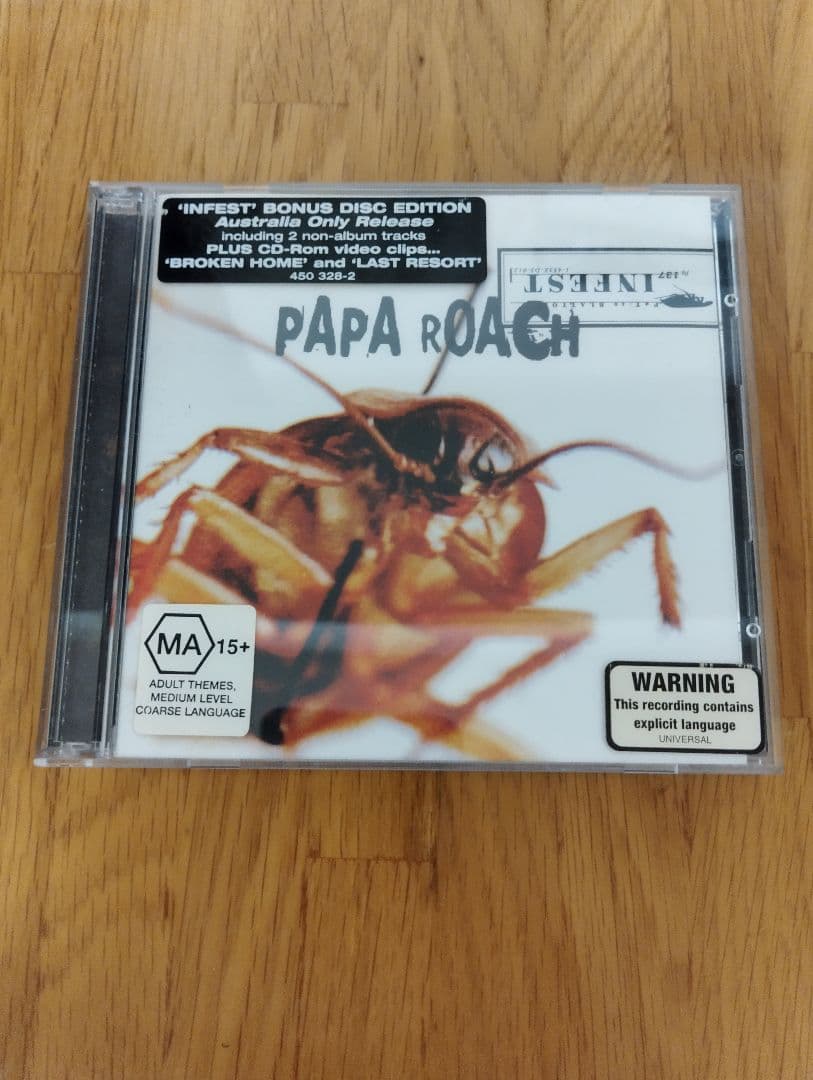 'INFEST' BONUS DISC EDITION
Australia Only Release
including 2 non-album tracks
PLUS CD-Rom video clips...
'BROKEN HOME' and 'LAST RESORT'
450 328-2
INFEST
PAPA ROACH
MA 15+
ADULT THEMES,
MEDIUM LEVEL
COARSE LANGUAGE
WARNING
This recording contains
explicit language
UNIVERSAL